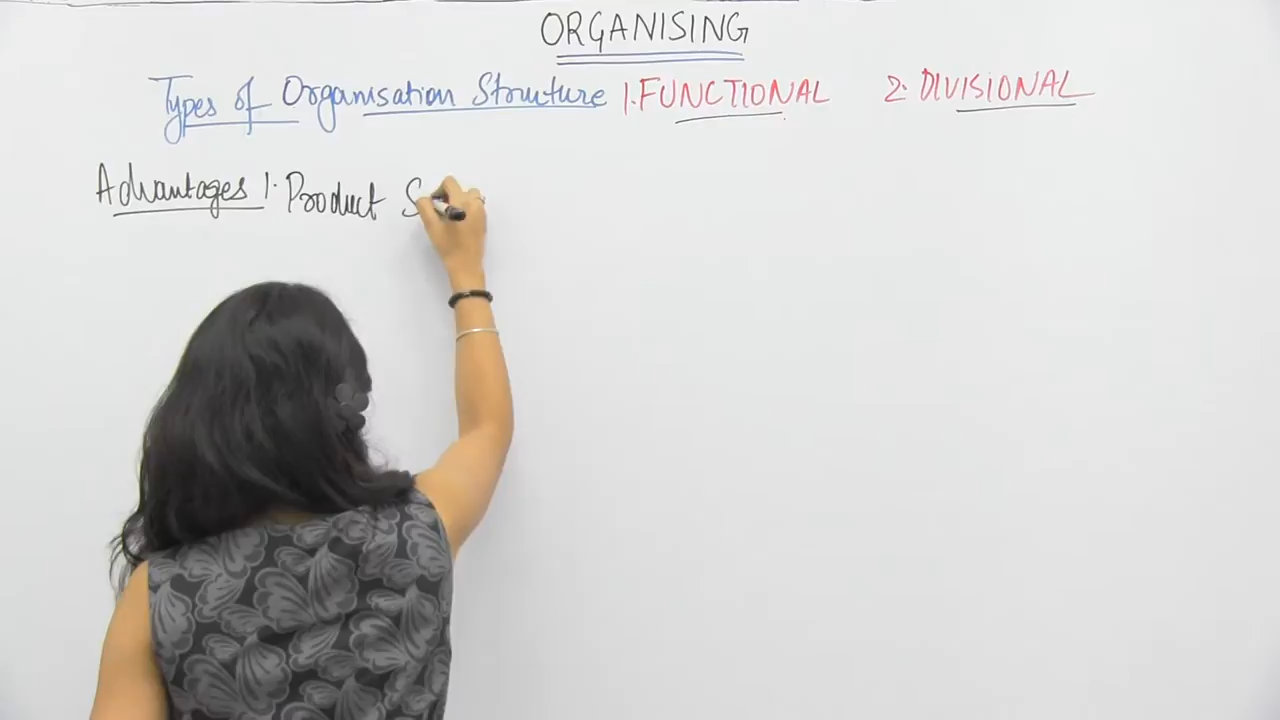 ORGANISING
Types of Organisation Structure 1. FUNCTIONAL 2. DIVISIONAL
Advantages 1. Product S